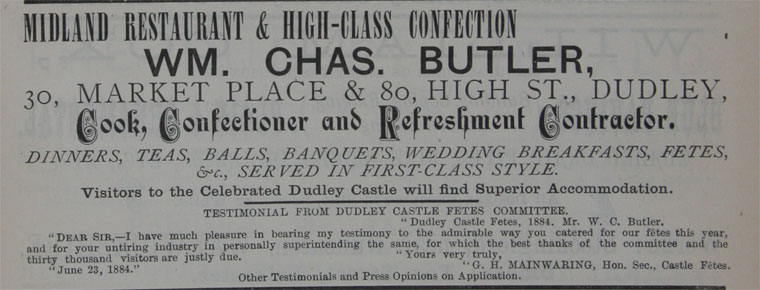 MIDLAND RESTAURANT & HIGH-CLASS CONFECTION
WM. CHAS. BUTLER,
30, MARKET PLACE & 80, HIGH ST., DUDLEY,
Cook, Confectioner and Refreshment Contractor.
DINNERS, TEAS, BALLS, BANQUETS, WEDDING BREAKFASTS, FETES,
&c., SERVED IN FIRST-CLASS STYLE.
Visitors to the Celebrated Dudley Castle will find Superior Accommodation.
TESTIMONIAL FROM DUDLEY CASTLE FETES COMMITTEE.
"Dudley Castle Fetes, 1884. Mr. W. C. Butler.
"DEAR SIR,—I have much pleasure in bearing my testimony to the admirable way you catered for our fêtes this year,
and for your untiring industry in personally superintending the same, for which the best thanks of the committee and the
thirty thousand visitors are justly due. "Yours very truly,
"June 23, 1884." "G. H. MAINWARING, Hon. Sec., Castle Fêtes.
Other Testimonials and Press Opinions on Application.